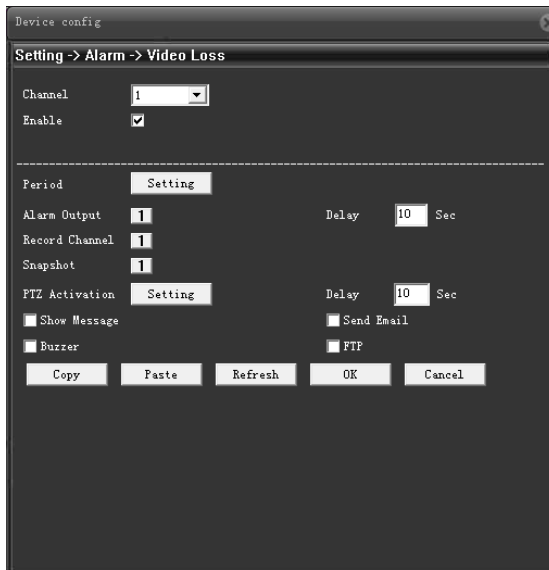 Device config
Setting -> Alarm -> Video Loss
Channel 1
Enable
Period Setting
Alarm Output 1 Delay 10 Sec
Record Channel 1
Snapshot 1
PTZ Activation Setting Delay 10 Sec
Show Message Send Email
Buzzer FTP
Copy Paste Refresh OK Cancel